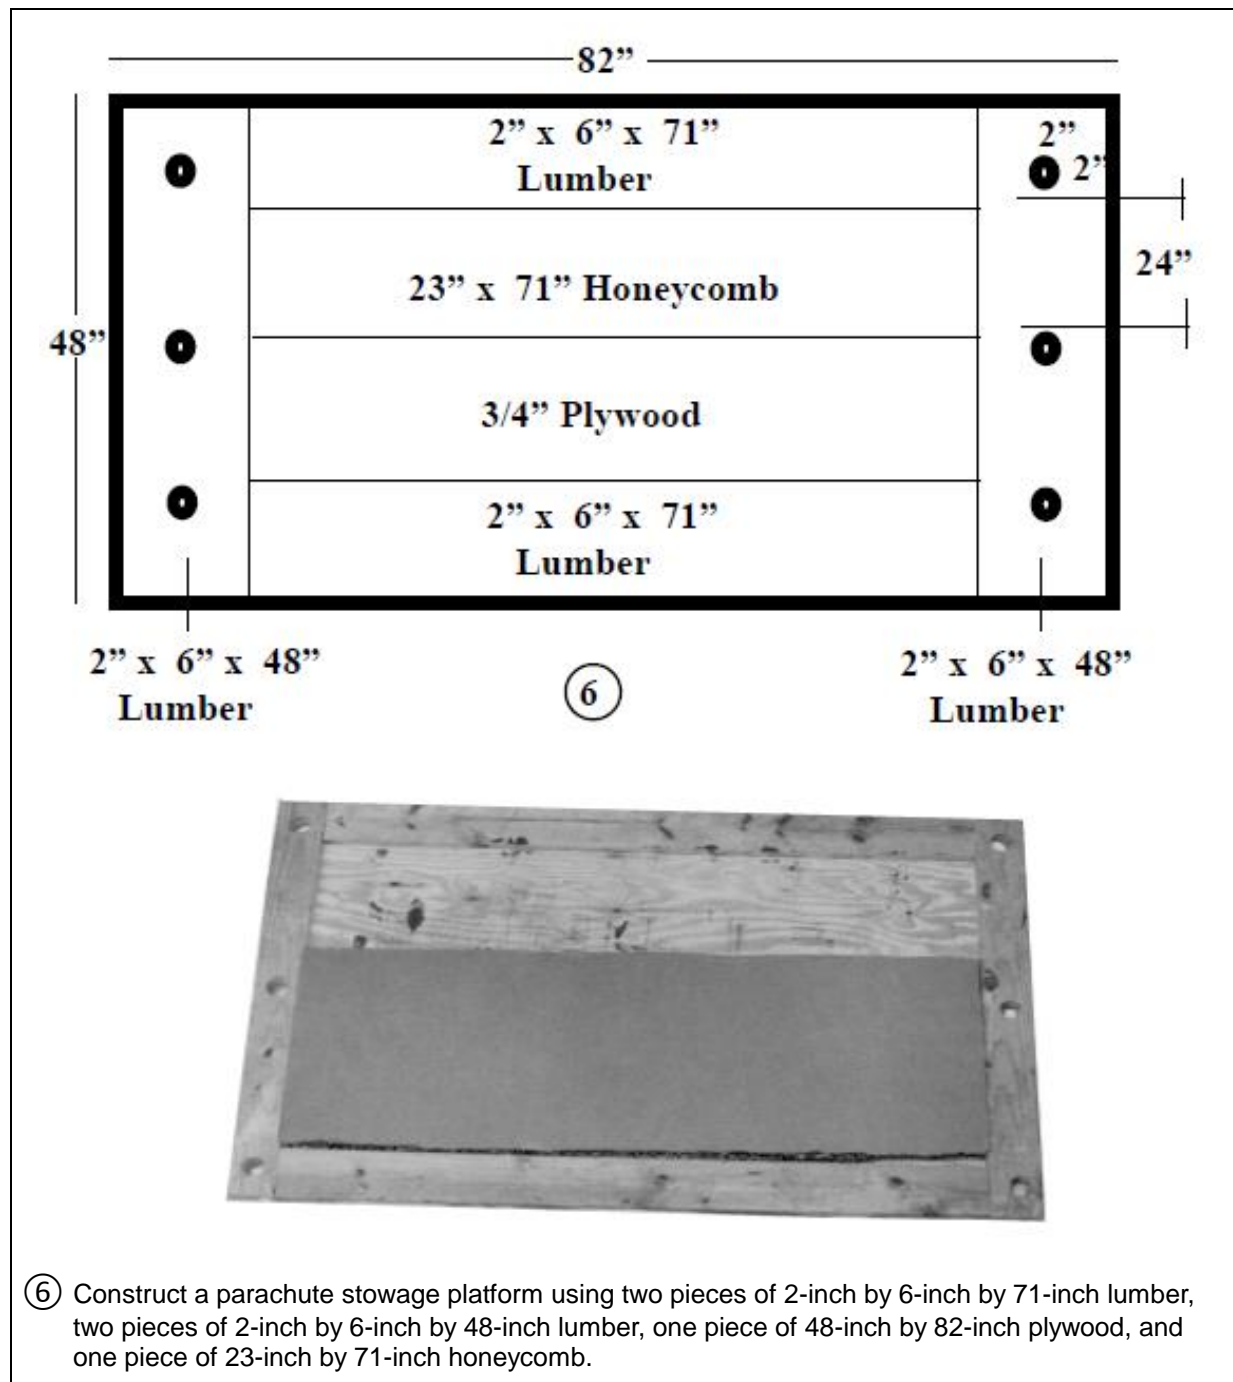 82”
2” x 6” x 71”
Lumber
2”
2”
24”
23” x 71” Honeycomb
48”
3/4” Plywood
2” x 6” x 71”
Lumber
2” x 6” x 48”
Lumber
2” x 6” x 48”
Lumber
6
6 Construct a parachute stowage platform using two pieces of 2-inch by 6-inch by 71-inch lumber,
two pieces of 2-inch by 6-inch by 48-inch lumber, one piece of 48-inch by 82-inch plywood, and
one piece of 23-inch by 71-inch honeycomb.